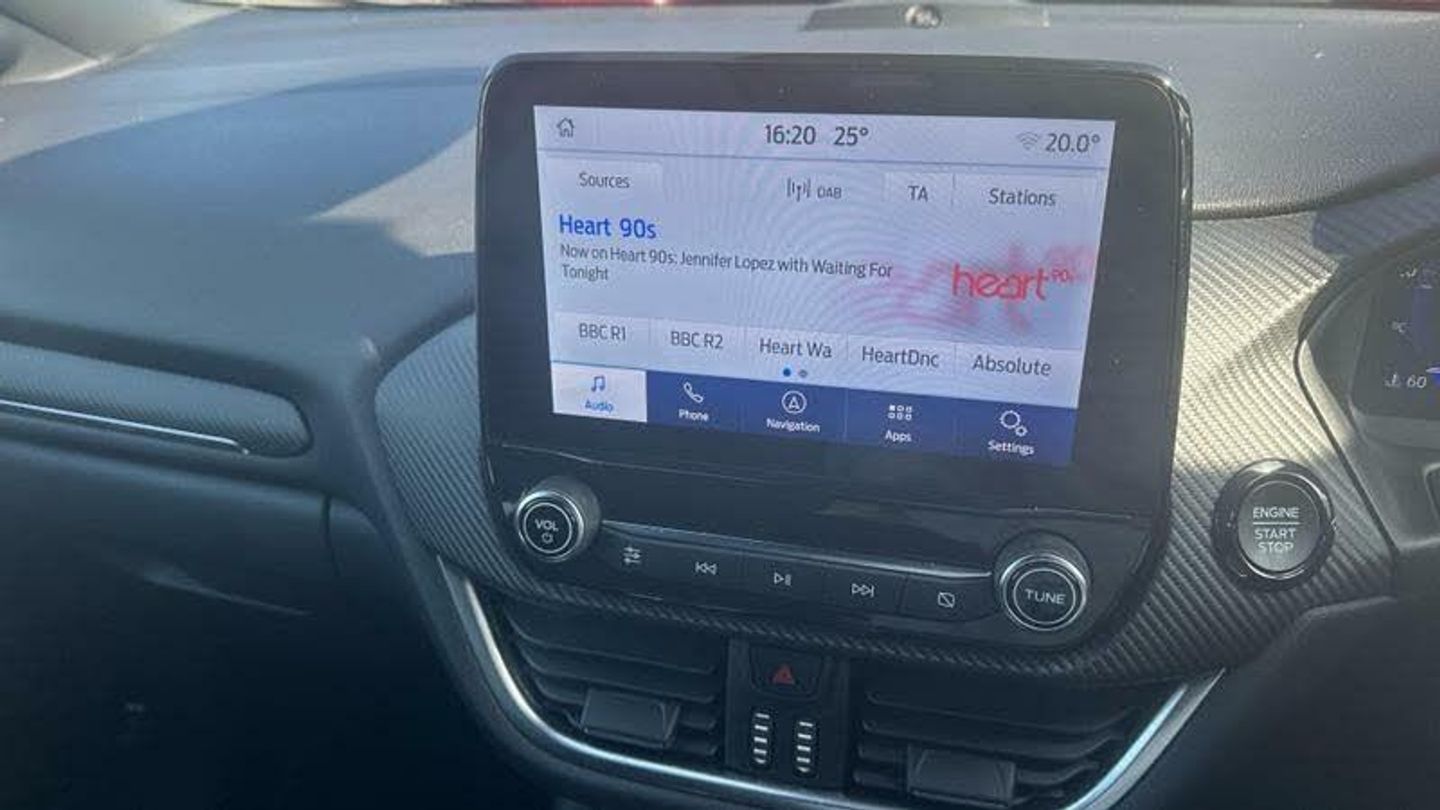 16:20 25°
20.0°
Sources
DAB
TA
Stations
Heart 90s
Now on Heart 90s: Jennifer Lopez with Waiting For
Tonight
heart 90s
BBC R1
BBC R2
Heart Wa
HeartDnc
Absolute
Audio
Phone
Navigation
Apps
Settings
VOL
TUNE
ENGINE
START
STOP
°C
60